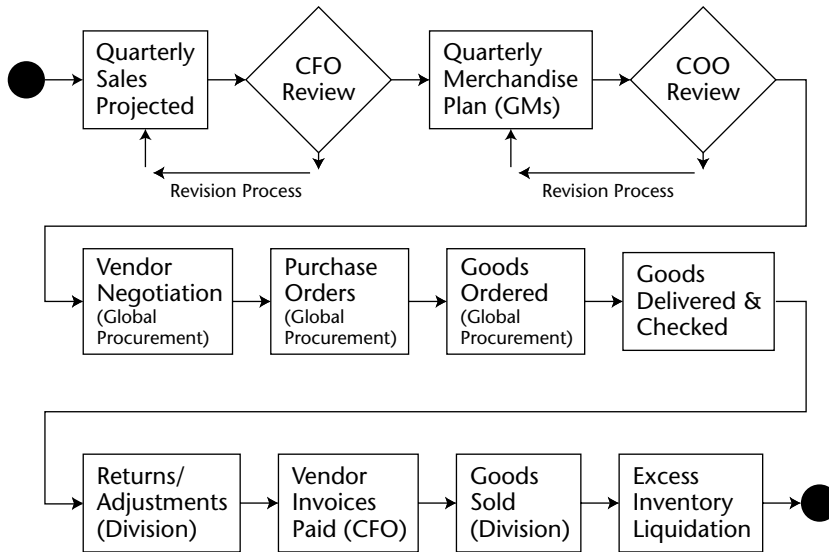 Quarterly
Sales
Projected
CFO
Review
Quarterly
Merchandise
Plan (GMs)
COO
Review
Revision Process
Revision Process
Vendor
Negotiation
(Global
Procurement)
Purchase
Orders
(Global
Procurement)
Goods
Ordered
(Global
Procurement)
Goods
Delivered &
Checked
Returns/
Adjustments
(Division)
Vendor
Invoices
Paid (CFO)
Goods
Sold
(Division)
Excess
Inventory
Liquidation